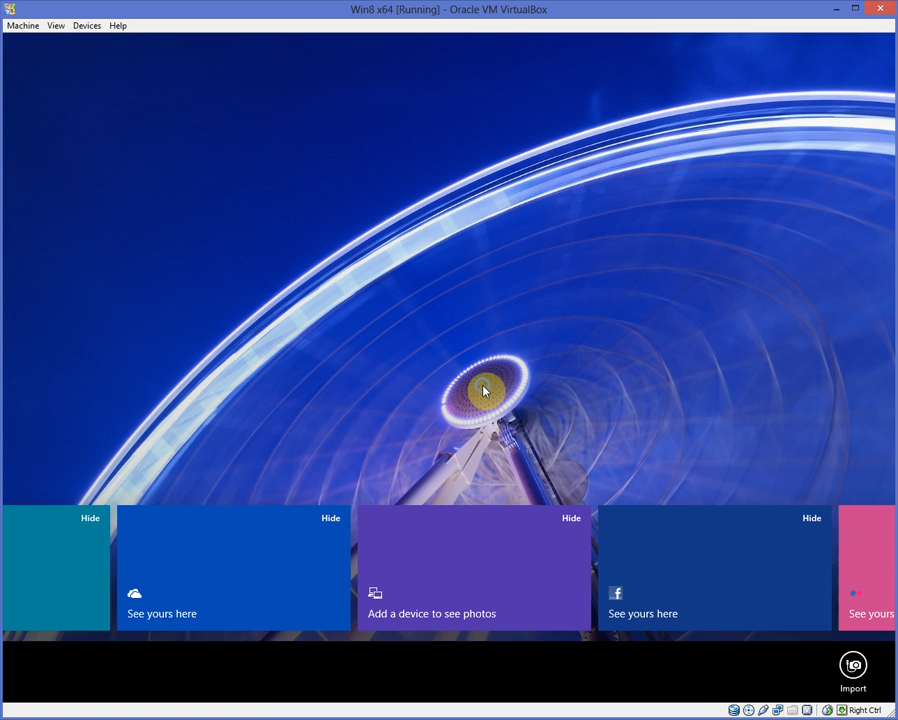 Win8 x64 [Running] - Oracle VM VirtualBox
Machine View Devices Help
Hide Hide Hide Hide
See yours here Add a device to see photos See yours here See yours
Import
Right Ctrl